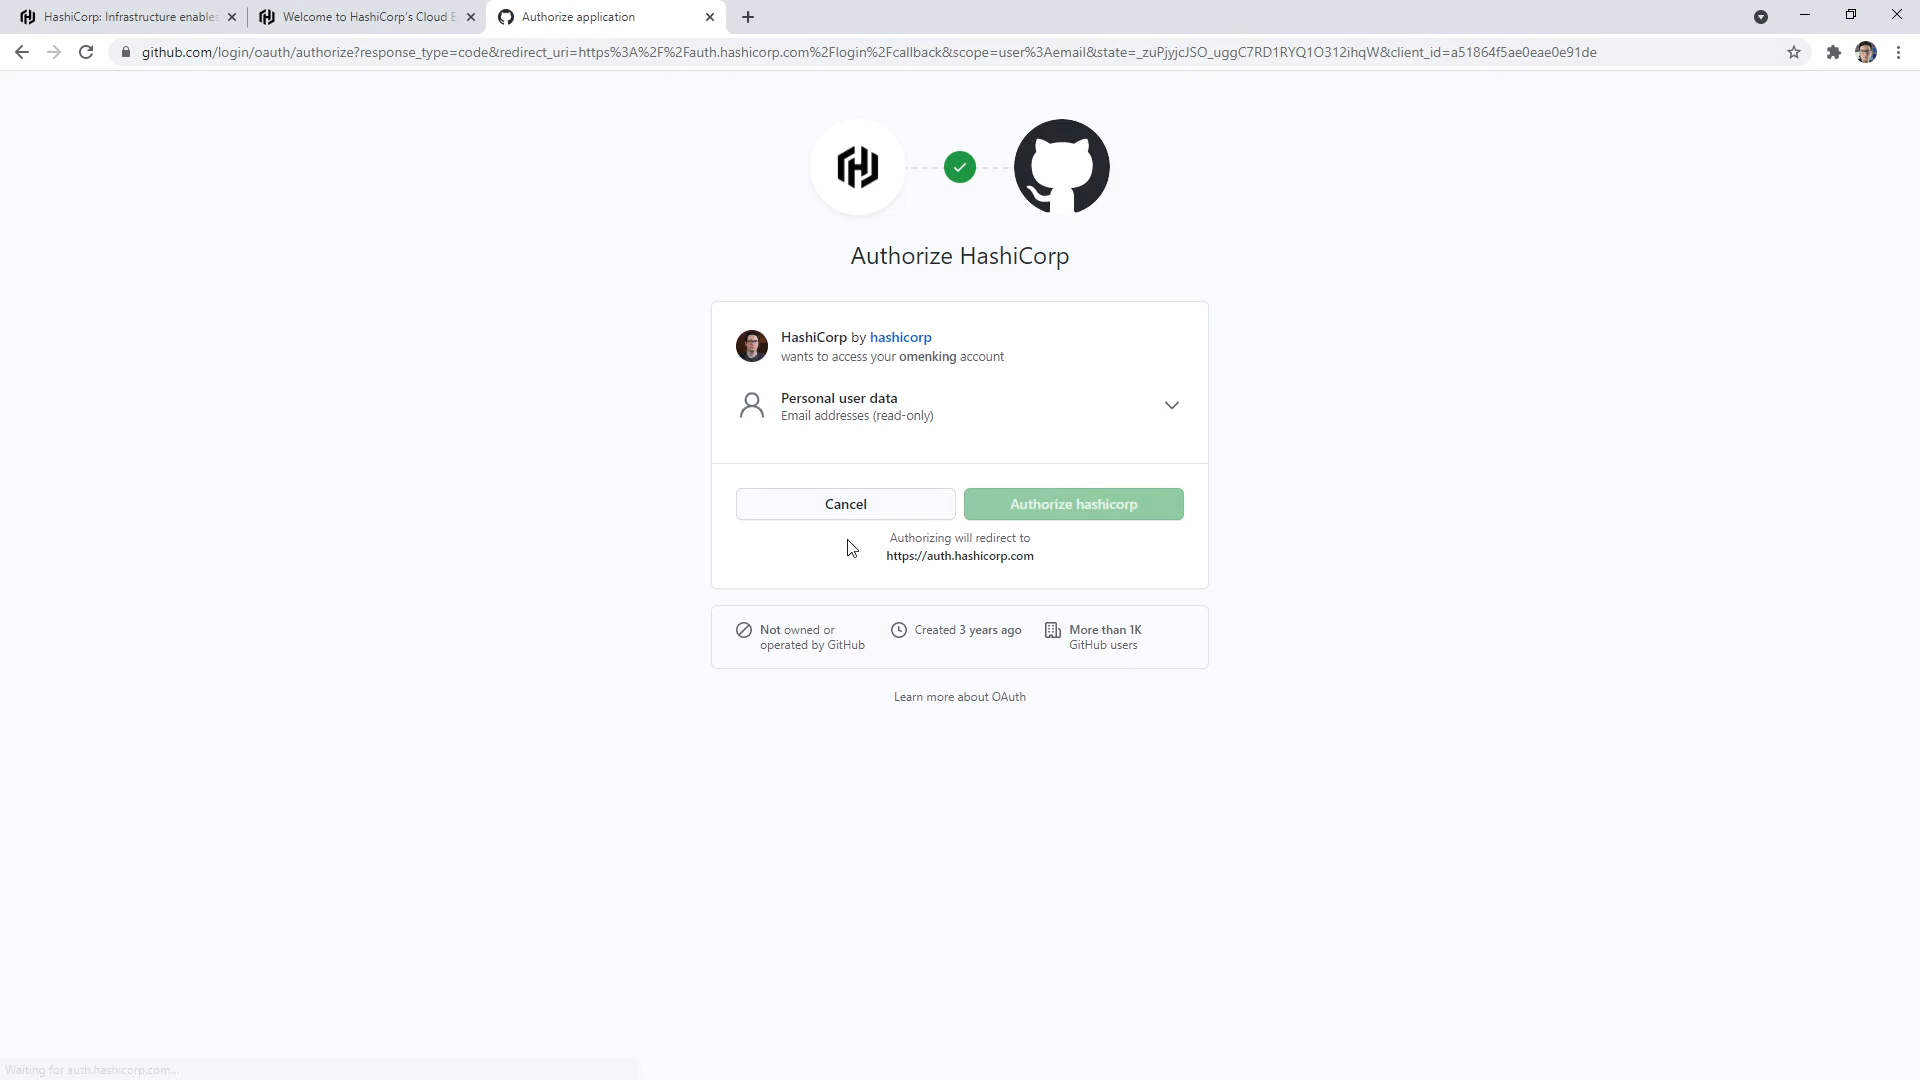 HashiCorp: Infrastructure enables
Welcome to HashiCorp's Cloud E
Authorize application
github.com/login/oauth/authorize?response_type=code&redirect_uri=https%3A%2F%2Fauth.hashicorp.com%2Flogin%2Fcallback&scope=user%3Aemail&state=_zuPjyjcJSO_uggC7RD1RYQ1O312ihqW&client_id=a51864f5ae0eae0e91de
Authorize HashiCorp
HashiCorp by hashicorp
wants to access your omenking account
Personal user data
Email addresses (read-only)
Cancel
Authorize hashicorp
Authorizing will redirect to
https://auth.hashicorp.com
Not owned or
operated by GitHub
Created 3 years ago
More than 1K
GitHub users
Learn more about OAuth
Waiting for auth.hashicorp.com...